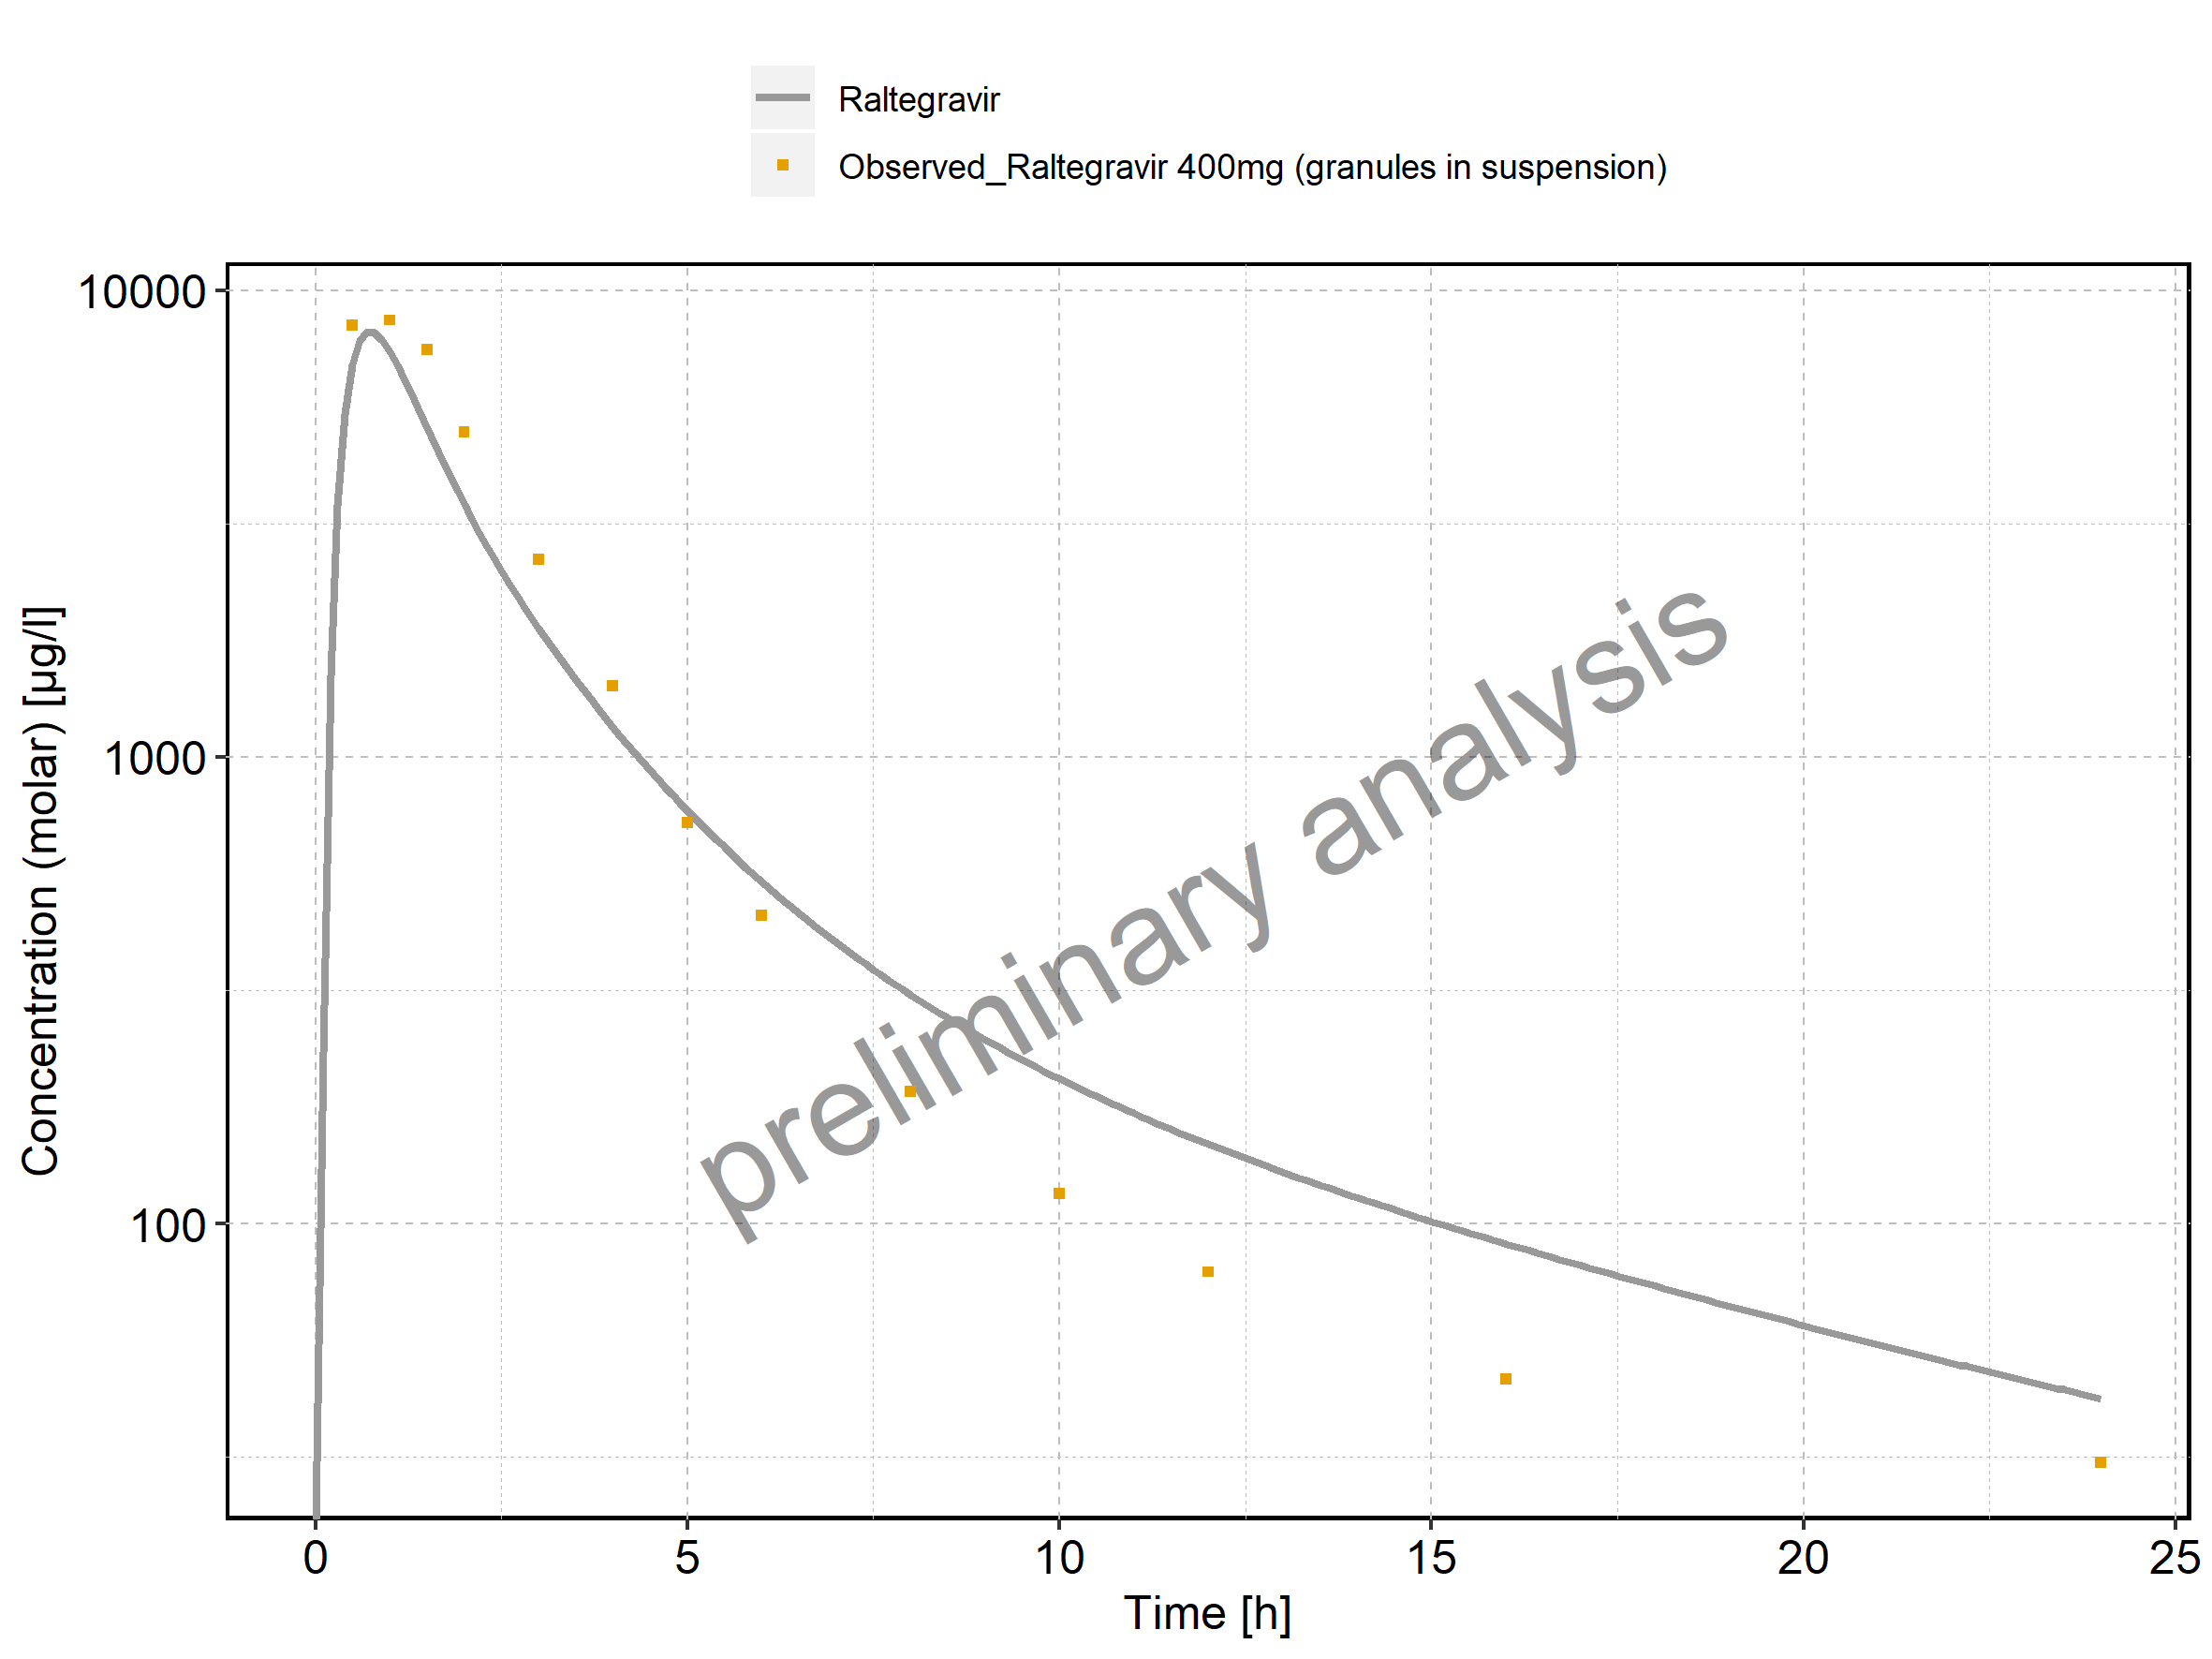 Raltegravir
Observed_Raltegravir 400mg (granules in suspension)
10000
1000
100
Concentration (molar) [µg/l]
preliminary analysis
0 5 10 15 20 25
Time [h]